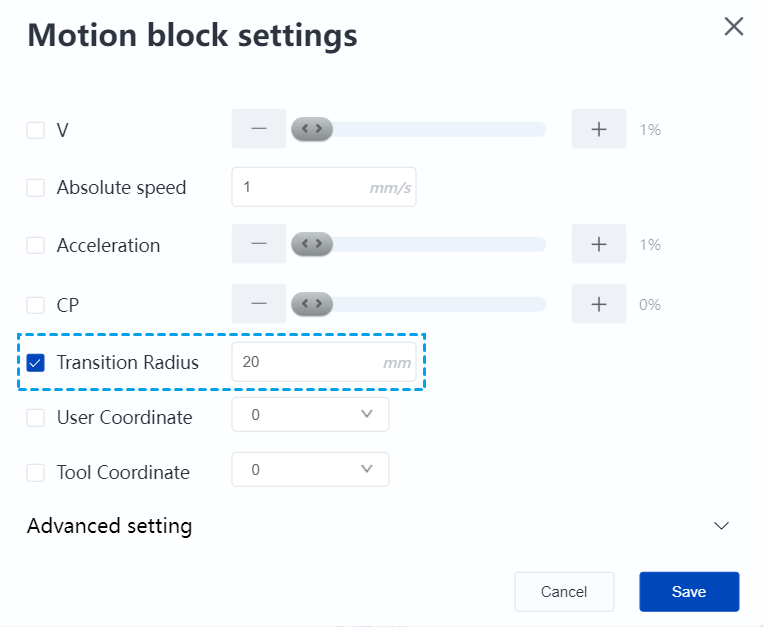 Motion block settings
V 1%
Absolute speed 1 mm/s
Acceleration 1%
CP 0%
Transition Radius 20 mm
User Coordinate 0
Tool Coordinate 0
Advanced setting
Cancel Save